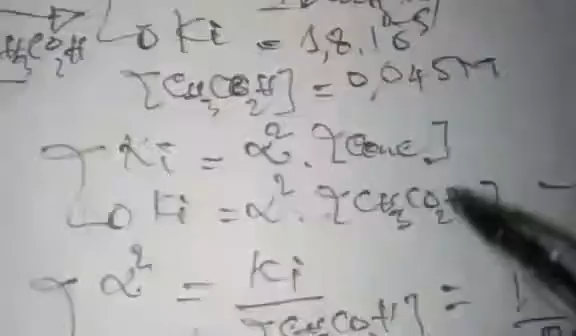 CH₃CO₂H → Ki = 1,8.10⁻⁵
[CH₃CO₂H] = 0,045M
Ki = α². [Conc.]
→ Ki = α². [CH₃CO₂H]
α² = Ki / [CH₃CO₂H] =